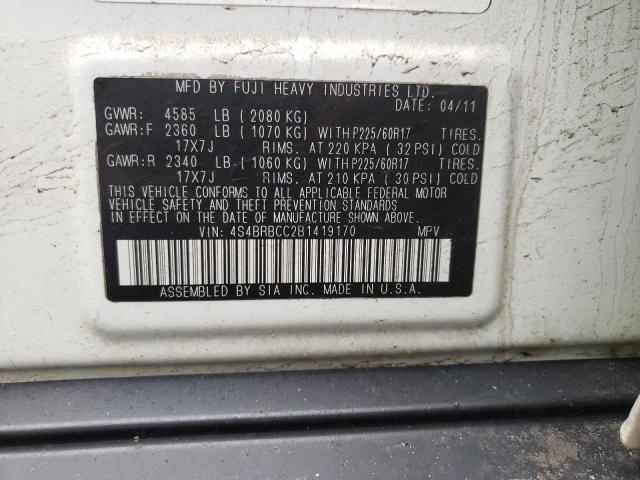 MFD BY FUJI HEAVY INDUSTRIES LTD.
DATE: 04/11
GVWR: 4585 LB (2080 KG)
GAWR:F 2360 LB (1070 KG) WITH P225/60R17 TIRES.
17X7J RIMS. AT 220 KPA (32 PSI) COLD
GAWR:R 2340 LB (1060 KG) WITH P225/60R17 TIRES.
17X7J RIMS. AT 210 KPA (30 PSI) COLD
THIS VEHICLE CONFORMS TO ALL APPLICABLE FEDERAL MOTOR
VEHICLE SAFETY AND THEFT PREVENTION STANDARDS
IN EFFECT ON THE DATE OF MANUFACTURE SHOWN ABOVE.
VIN: 4S4BRBCC2B1419170 MPV
ASSEMBLED BY SIA INC. MADE IN U.S.A.